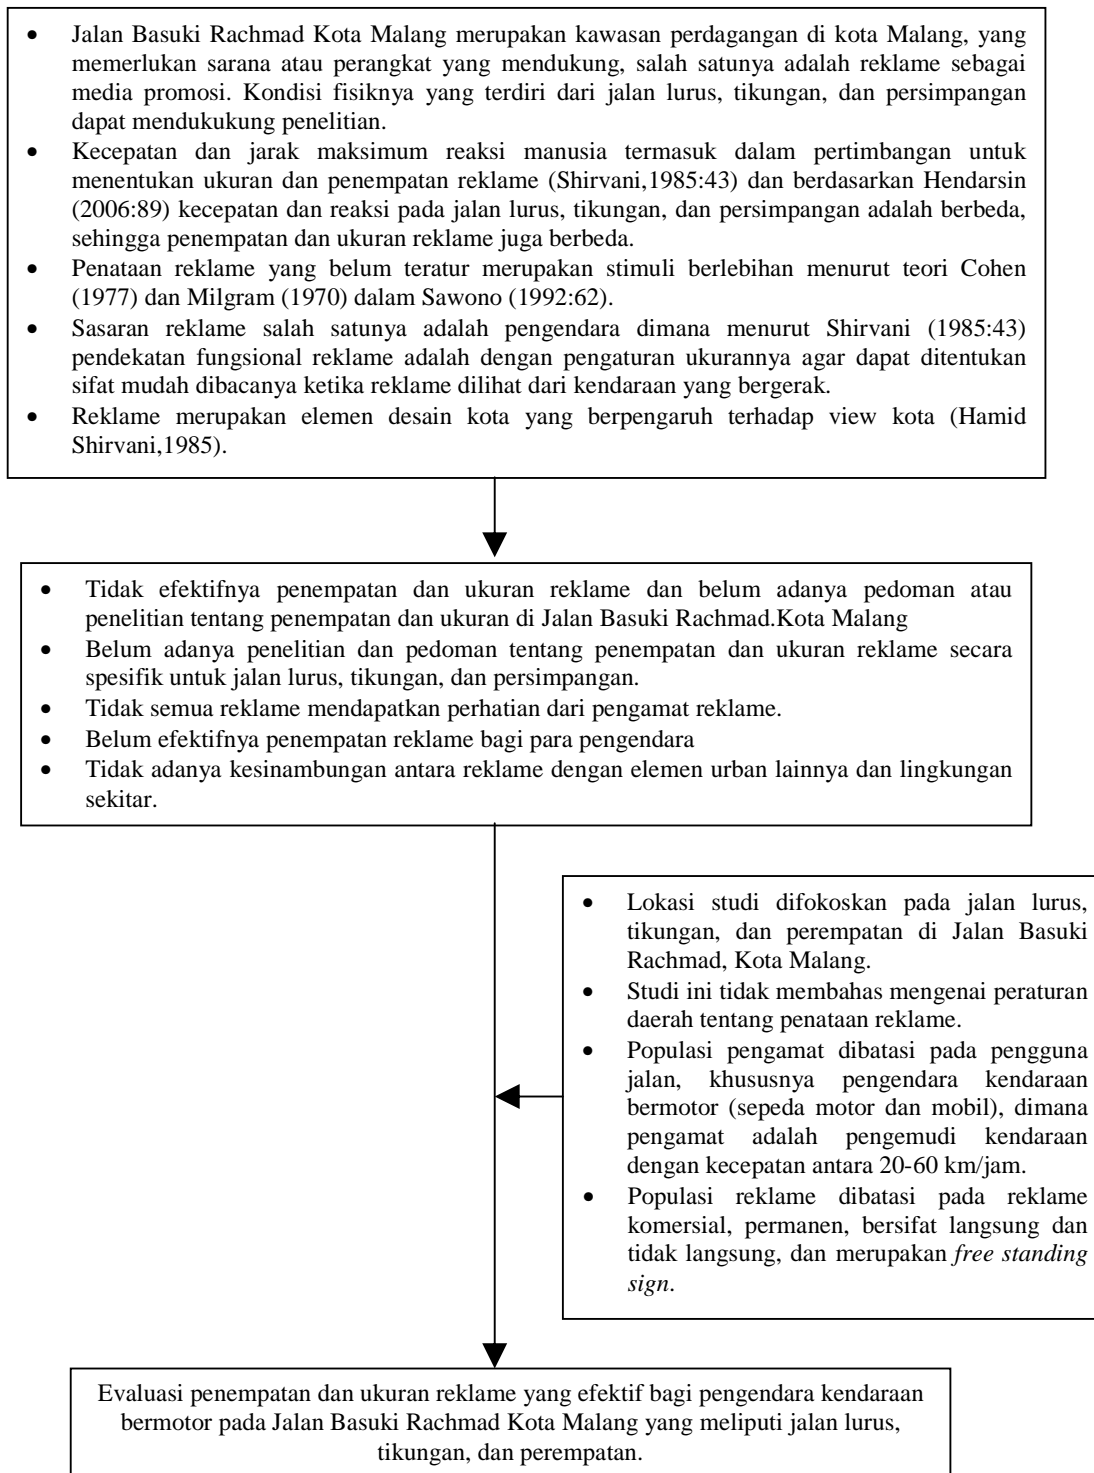 • Jalan Basuki Rachmad Kota Malang merupakan kawasan perdagangan di kota Malang, yang
memerlukan sarana atau perangkat yang mendukung, salah satunya adalah reklame sebagai
media promosi. Kondisi fisiknya yang terdiri dari jalan lurus, tikungan, dan persimpangan
dapat mendukukung penelitian.
• Kecepatan dan jarak maksimum reaksi manusia termasuk dalam pertimbangan untuk
menentukan ukuran dan penempatan reklame (Shirvani,1985:43) dan berdasarkan Hendarsin
(2006:89) kecepatan dan reaksi pada jalan lurus, tikungan, dan persimpangan adalah berbeda,
sehingga penempatan dan ukuran reklame juga berbeda.
• Penataan reklame yang belum teratur merupakan stimuli berlebihan menurut teori Cohen
(1977) dan Milgram (1970) dalam Sawono (1992:62).
• Sasaran reklame salah satunya adalah pengendara dimana menurut Shirvani (1985:43)
pendekatan fungsional reklame adalah dengan pengaturan ukurannya agar dapat ditentukan
sifat mudah dibacanya ketika reklame dilihat dari kendaraan yang bergerak.
• Reklame merupakan elemen desain kota yang berpengaruh terhadap view kota (Hamid
Shirvani,1985).
• Tidak efektifnya penempatan dan ukuran reklame dan belum adanya pedoman atau
penelitian tentang penempatan dan ukuran di Jalan Basuki Rachmad.Kota Malang
• Belum adanya penelitian dan pedoman tentang penempatan dan ukuran reklame secara
spesifik untuk jalan lurus, tikungan, dan persimpangan.
• Tidak semua reklame mendapatkan perhatian dari pengamat reklame.
• Belum efektifnya penempatan reklame bagi para pengendara
• Tidak adanya kesinambungan antara reklame dengan elemen urban lainnya dan lingkungan
sekitar.
• Lokasi studi difokoskan pada jalan lurus,
tikungan, dan perempatan di Jalan Basuki
Rachmad, Kota Malang.
• Studi ini tidak membahas mengenai peraturan
daerah tentang penataan reklame.
• Populasi pengamat dibatasi pada pengguna
jalan, khususnya pengendara kendaraan
bermotor (sepeda motor dan mobil), dimana
pengamat adalah pengemudi kendaraan
dengan kecepatan antara 20-60 km/jam.
• Populasi reklame dibatasi pada reklame
komersial, permanen, bersifat langsung dan
tidak langsung, dan merupakan free standing
sign.
Evaluasi penempatan dan ukuran reklame yang efektif bagi pengendara kendaraan
bermotor pada Jalan Basuki Rachmad Kota Malang yang meliputi jalan lurus,
tikungan, dan perempatan.